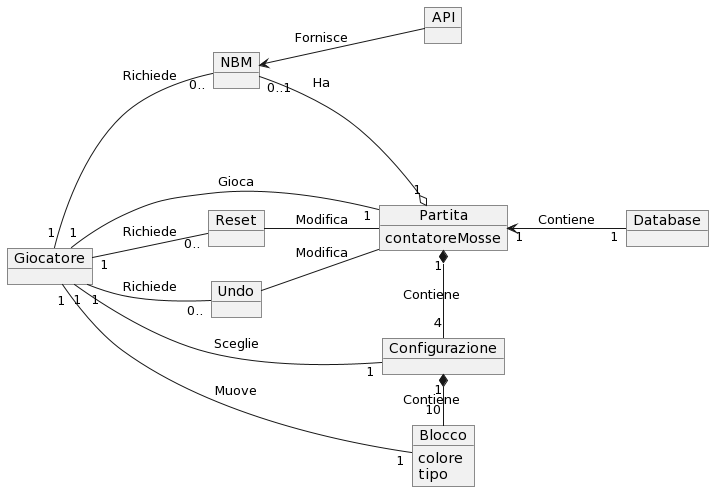 API
Fornisce
NBM
Richiede
0..
0..1
Ha
1
Gioca
1
1
1
Richiede
Reset
0..
Modifica
Partita
contatoreMosse
Contiene
1
1
Database
Giocatore
1
Richiede
Undo
0..
Modifica
1
1
1
1
Contiene
4
Sceglie
1
Configurazione
1
Contiene
10
Muove
1
Blocco
colore
tipo